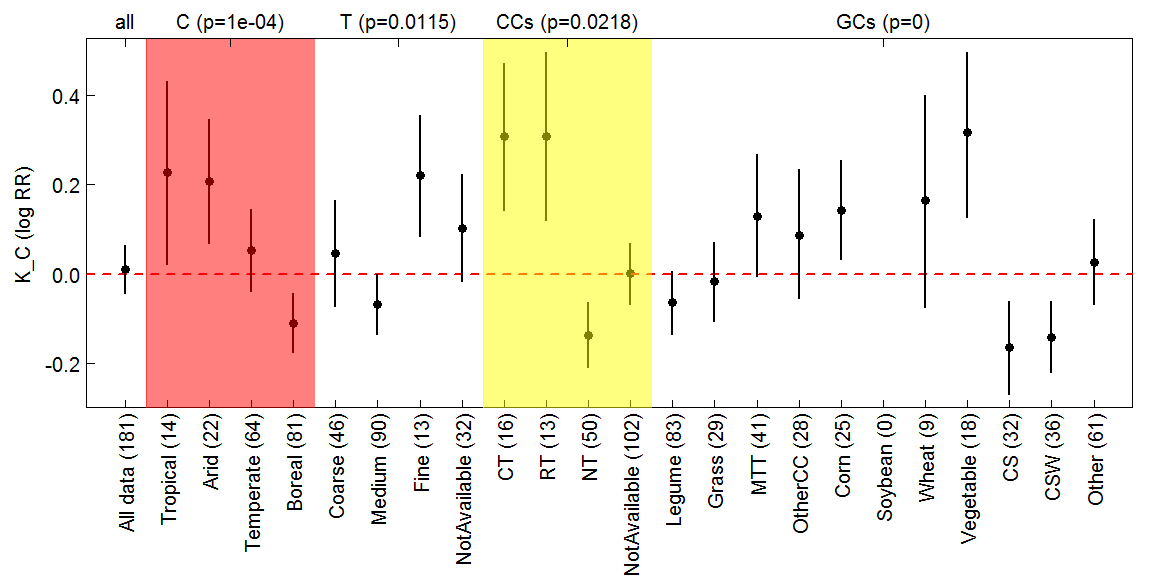 all C (p=1e-04) T (p=0.0115) CCs (p=0.0218) GCs (p=0)
K_C (log RR)
0.4
0.2
0.0
-0.2
All data (181)
Tropical (14)
Arid (22)
Temperate (64)
Boreal (81)
Coarse (46)
Medium (90)
Fine (13)
NotAvailable (32)
CT (16)
RT (13)
NT (50)
NotAvailable (102)
Legume (83)
Grass (29)
MTT (41)
OtherCC (28)
Corn (25)
Soybean (0)
Wheat (9)
Vegetable (18)
CS (32)
CSW (36)
Other (61)